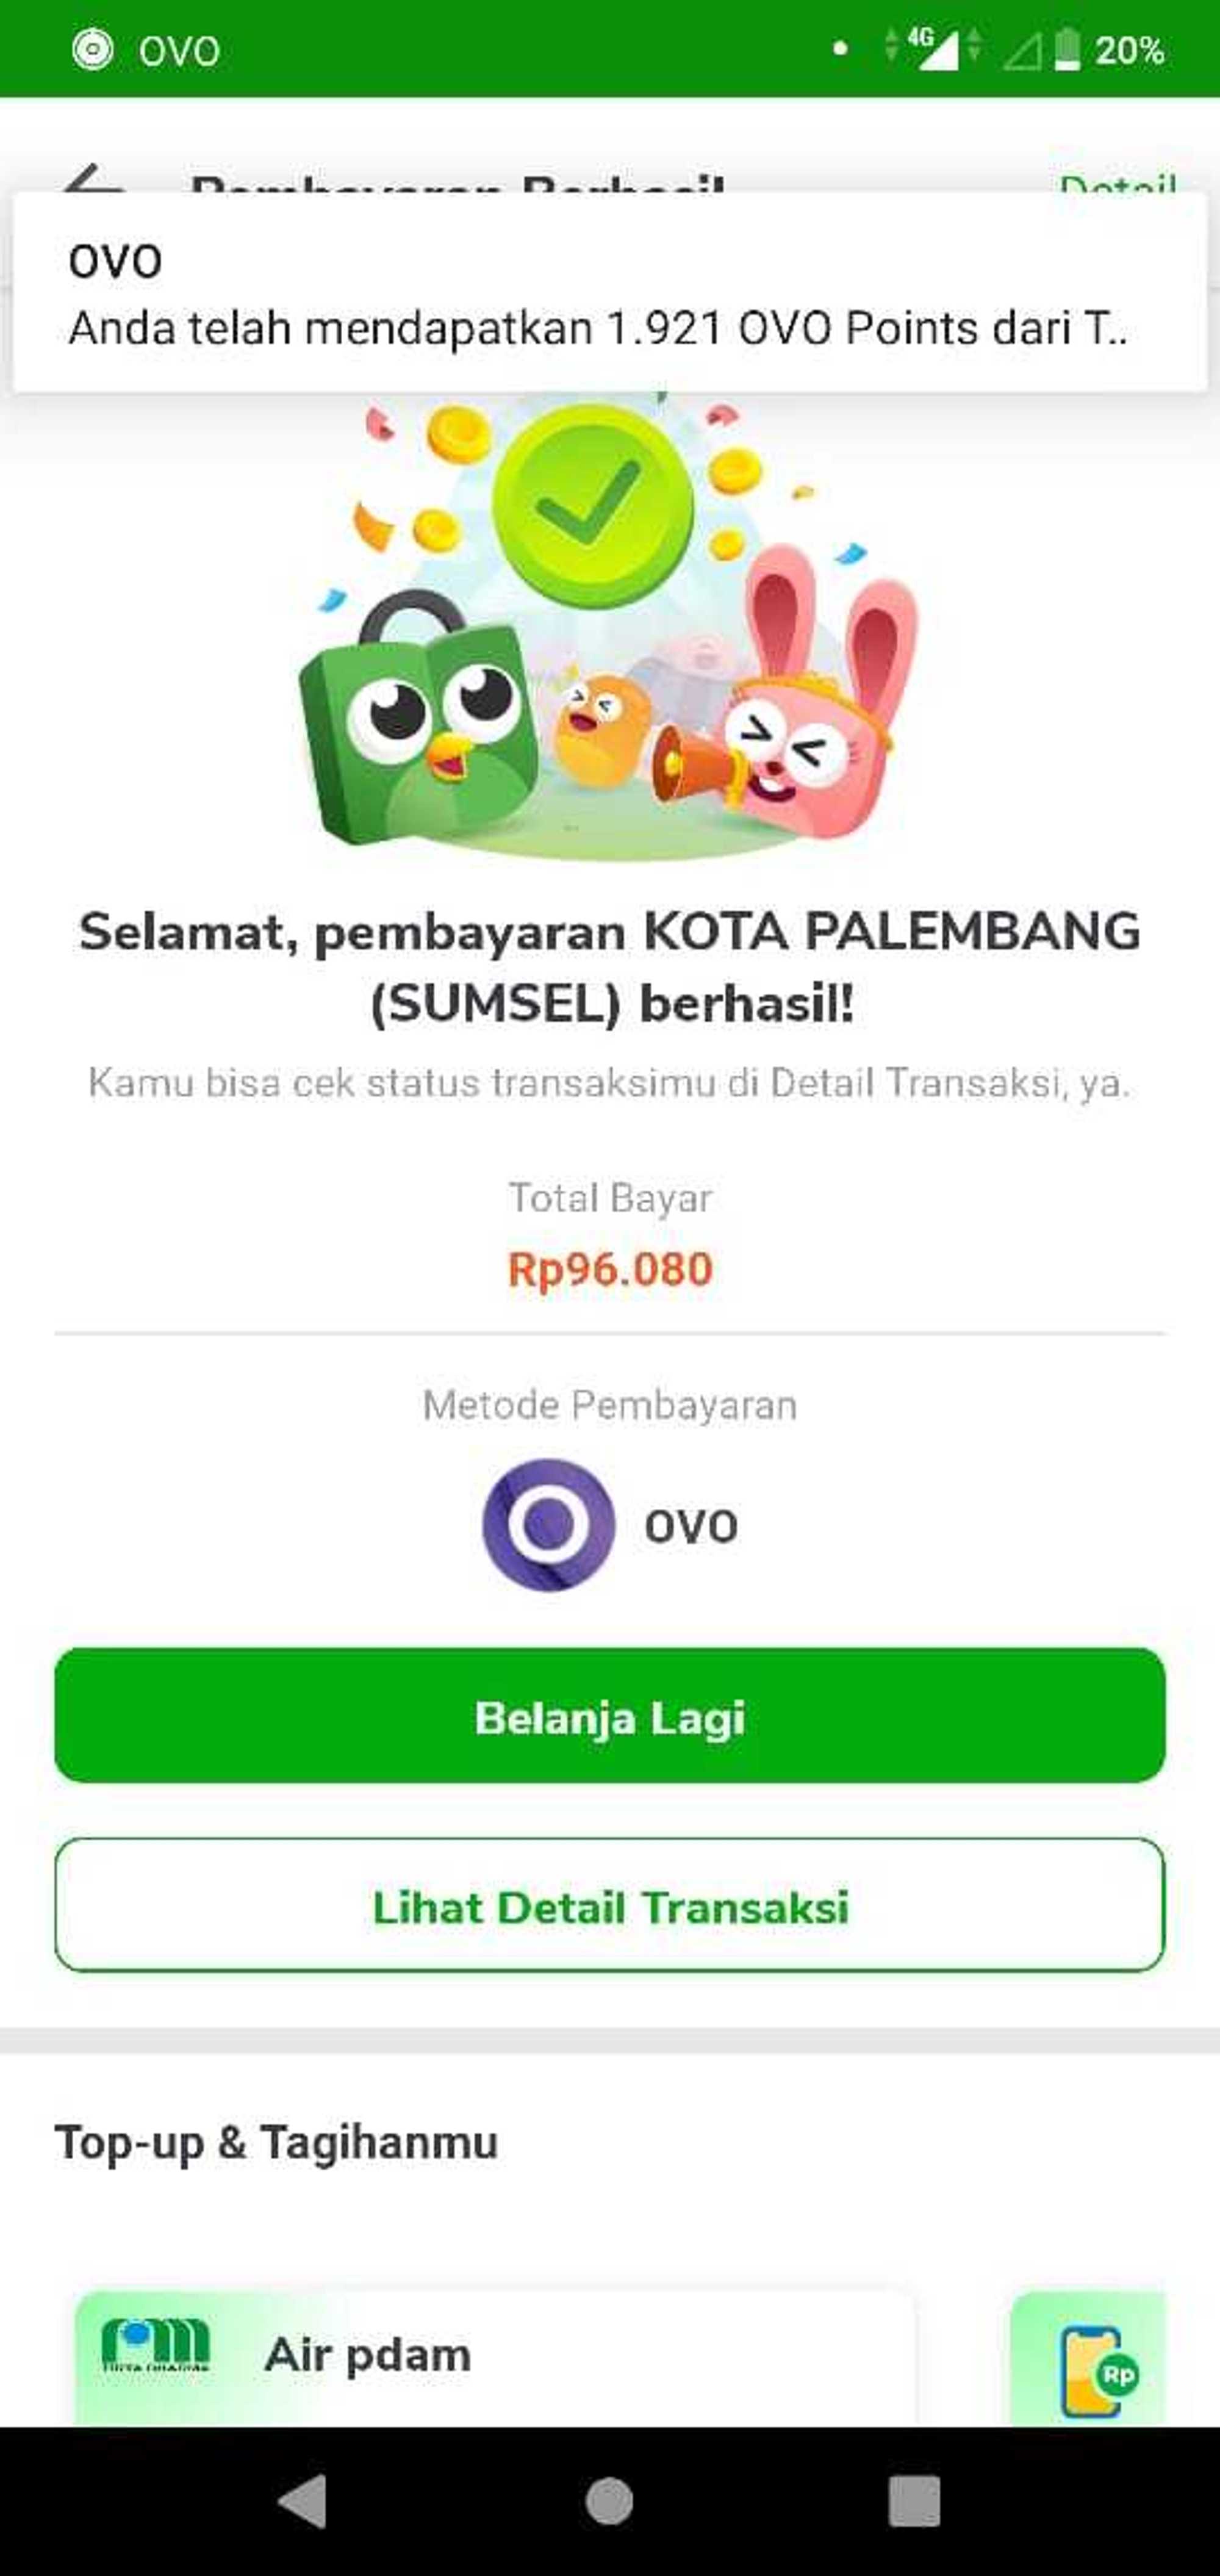 OVO
4G
20%
Pembayaran Berhasil
Detail
OVO
Anda telah mendapatkan 1.921 OVO Points dari T..
Selamat, pembayaran KOTA PALEMBANG
(SUMSEL) berhasil!
Kamu bisa cek status transaksimu di Detail Transaksi, ya.
Total Bayar
Rp96.080
Metode Pembayaran
OVO
Belanja Lagi
Lihat Detail Transaksi
Top-up & Tagihanmu
Air pdam
Rp